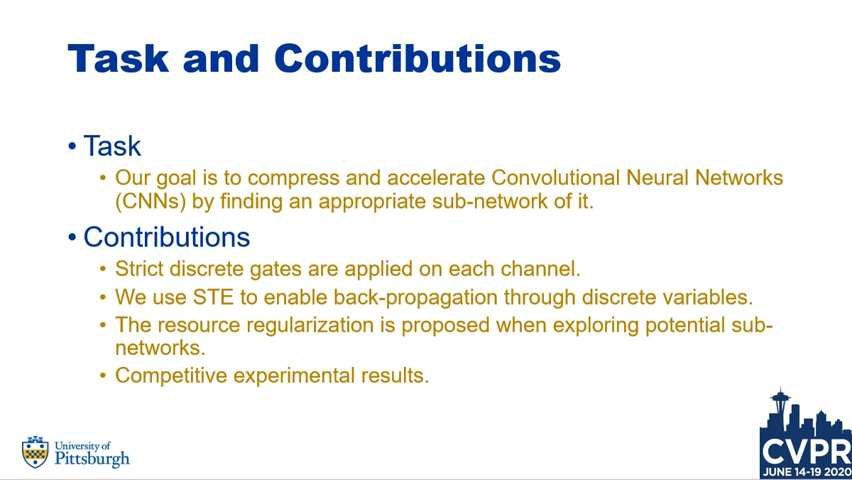 Task and Contributions
• Task
• Our goal is to compress and accelerate Convolutional Neural Networks
(CNNs) by finding an appropriate sub-network of it.
• Contributions
• Strict discrete gates are applied on each channel.
• We use STE to enable back-propagation through discrete variables.
• The resource regularization is proposed when exploring potential sub-
networks.
• Competitive experimental results.
University of
Pittsburgh
CVPR
JUNE 14-19 2020